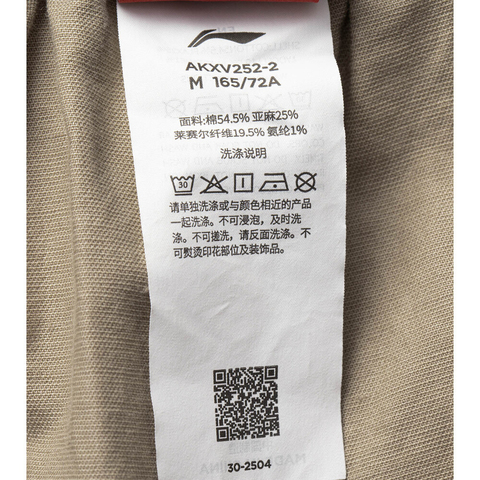 AKXV252-2
M 165/72A
面料:棉54.5% 亚麻25%
莱赛尔纤维19.5% 氨纶1%
洗涤说明
30
请单独洗涤或与颜色相近的产品
一起洗涤。不可浸泡，及时洗
涤。不可搓洗，请反面洗涤。不
可熨烫印花部位及装饰品。
30-2504